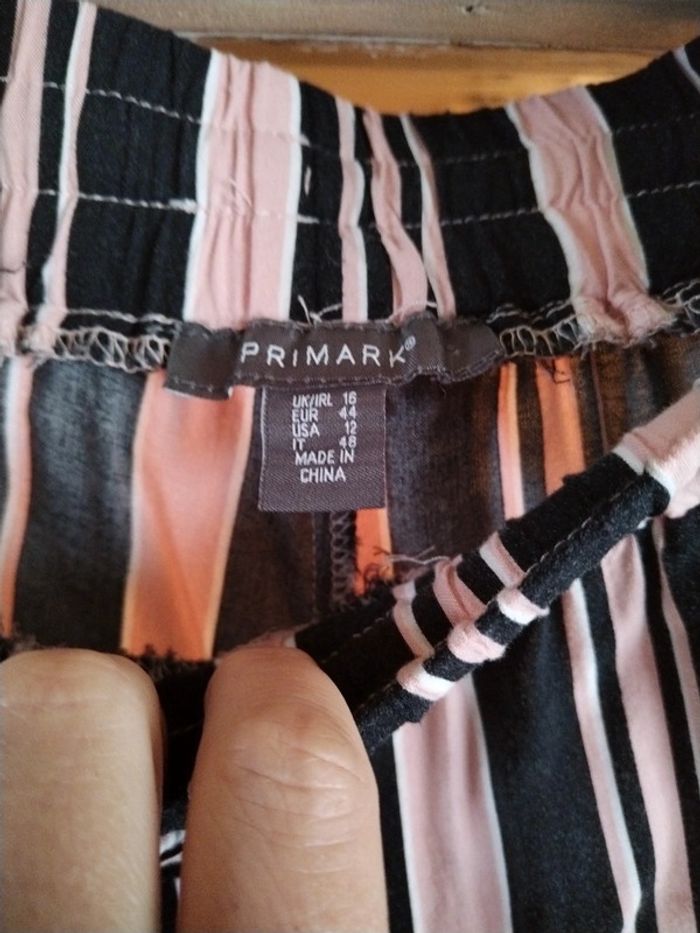 PRIMARK®
UK/IRL 16
EUR 44
USA 12
IT 48
MADE IN
CHINA